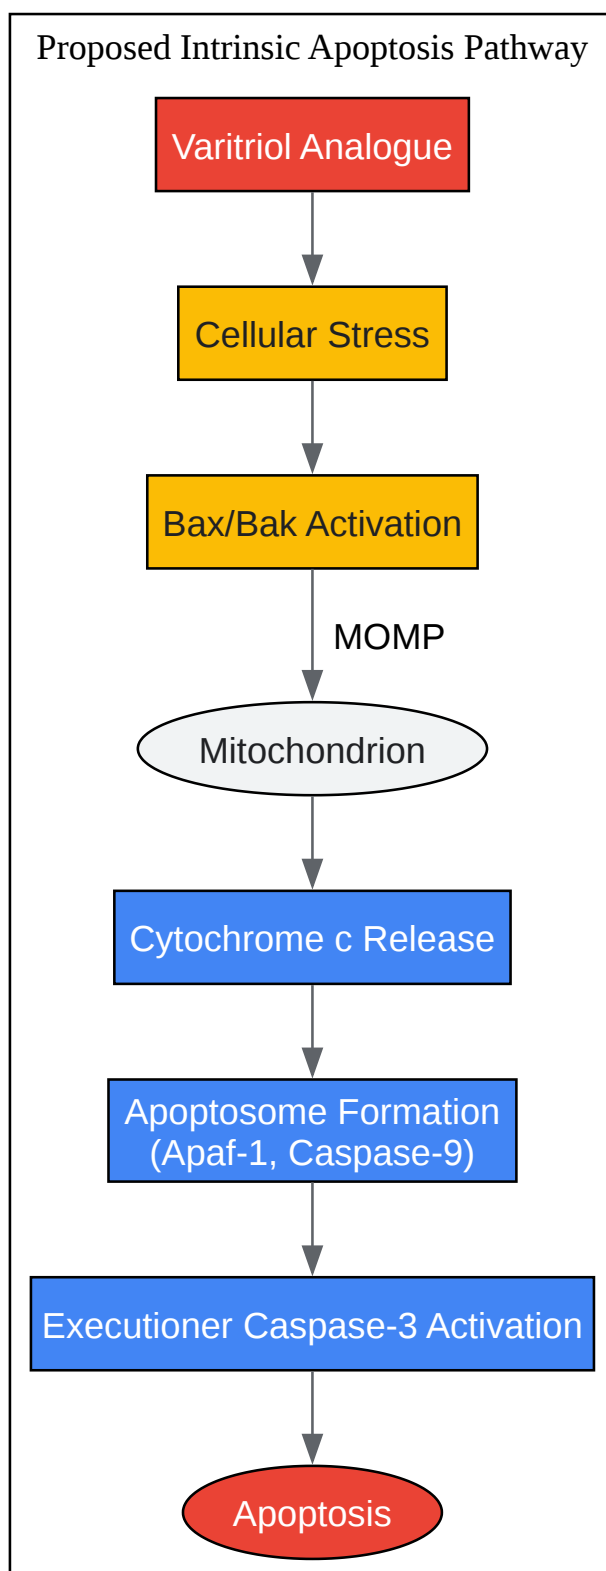 Proposed Intrinsic Apoptosis Pathway
Varitriol Analogue
Cellular Stress
Bax/Bak Activation
MOMP
Mitochondrion
Cytochrome c Release
Apoptosome Formation
(Apaf-1, Caspase-9)
Executioner Caspase-3 Activation
Apoptosis